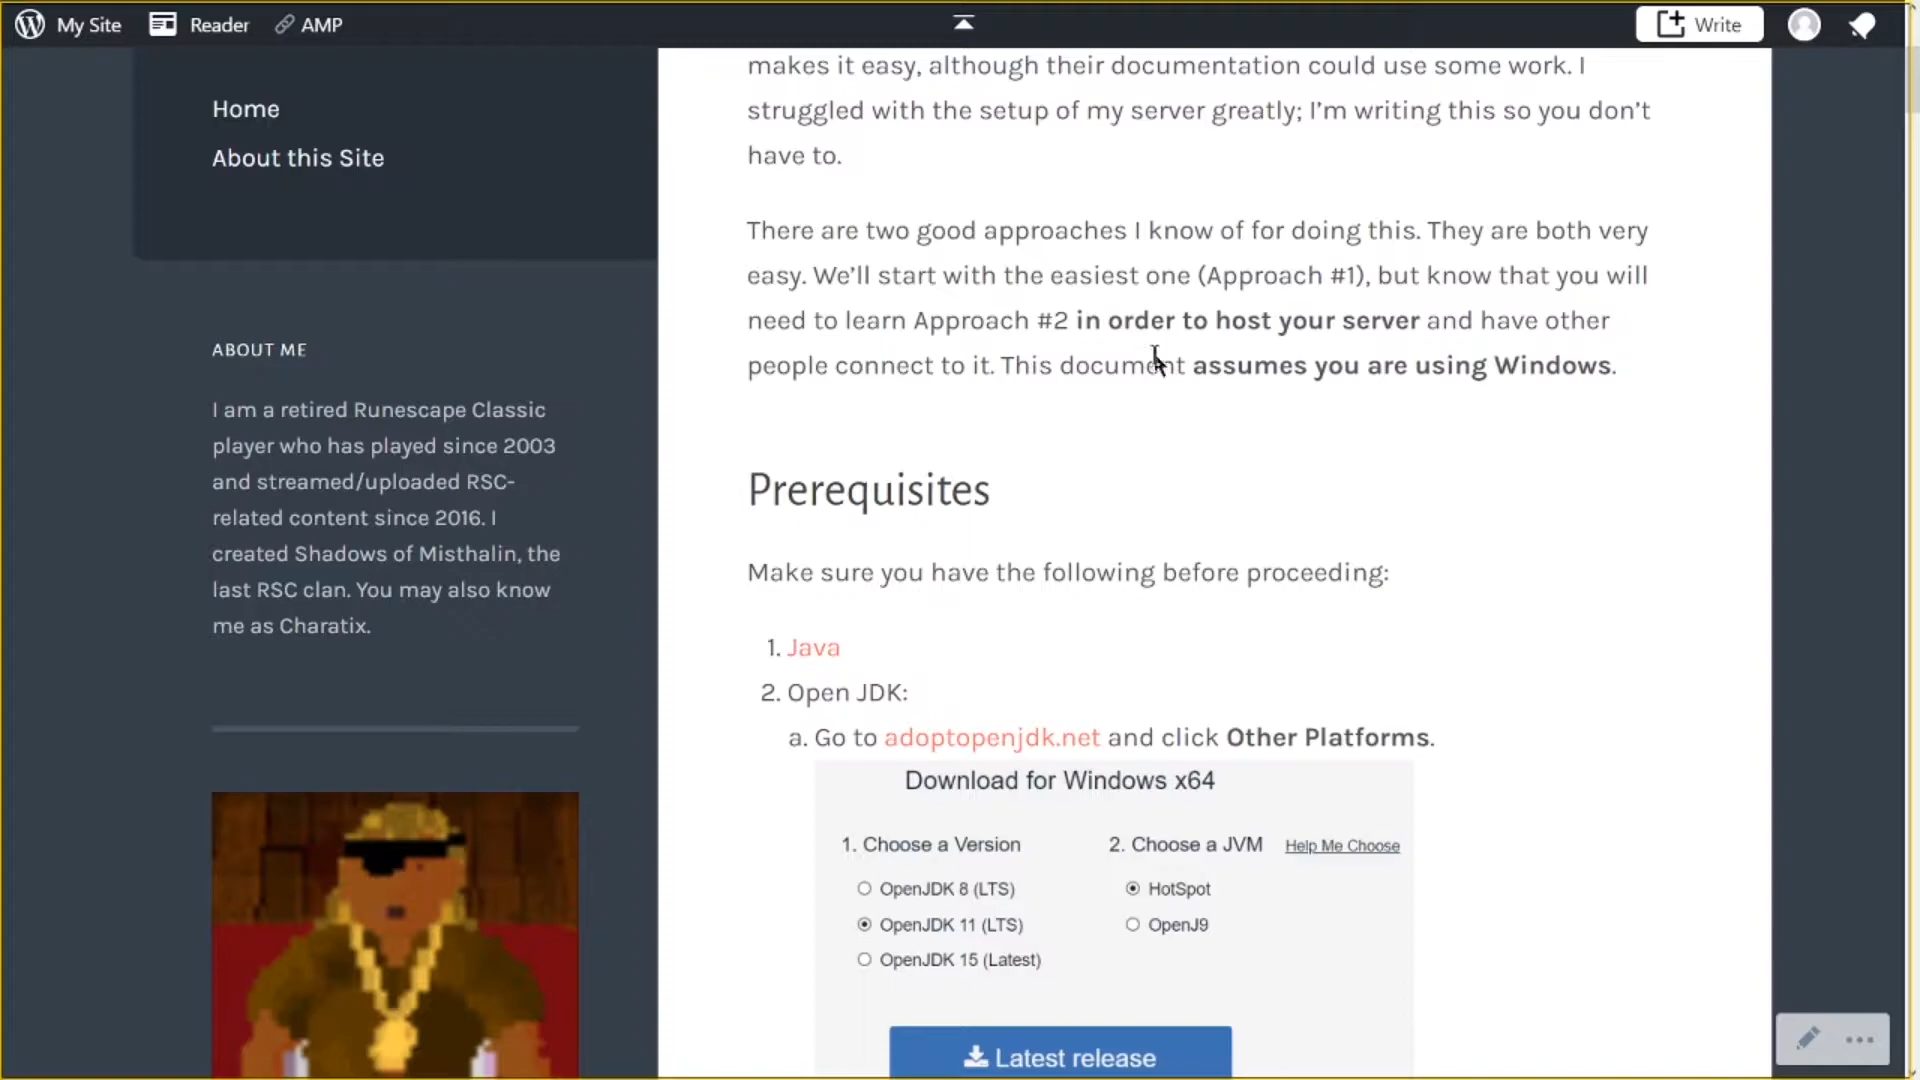 My Site
Reader
AMP
Write
Home
About this Site
ABOUT ME
I am a retired Runescape Classic
player who has played since 2003
and streamed/uploaded RSC-
related content since 2016. I
created Shadows of Misthalin, the
last RSC clan. You may also know
me as Charatix.
makes it easy, although their documentation could use some work. I
struggled with the setup of my server greatly; I’m writing this so you don’t
have to.
There are two good approaches I know of for doing this. They are both very
easy. We’ll start with the easiest one (Approach #1), but know that you will
need to learn Approach #2 in order to host your server and have other
people connect to it. This document assumes you are using Windows.
Prerequisites
Make sure you have the following before proceeding:
1. Java
2. Open JDK:
a. Go to adoptopenjdk.net and click Other Platforms.
Download for Windows x64
1. Choose a Version
OpenJDK 8 (LTS)
OpenJDK 11 (LTS)
OpenJDK 15 (Latest)
2. Choose a JVM
Help Me Choose
HotSpot
OpenJ9
Latest release